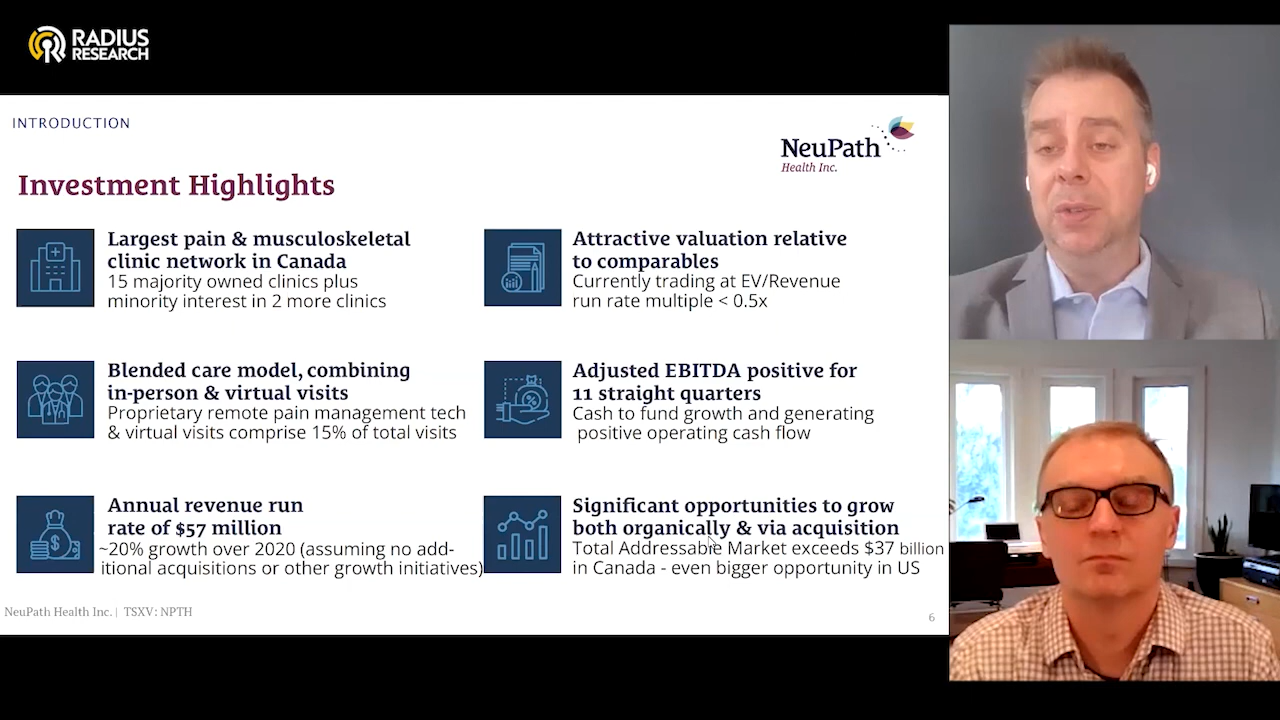 RADIUS
RESEARCH
INTRODUCTION
NeuPath
Health Inc.
Investment Highlights
Largest pain & musculoskeletal
clinic network in Canada
15 majority owned clinics plus
minority interest in 2 more clinics
Attractive valuation relative
to comparables
Currently trading at EV/Revenue
run rate multiple < 0.5x
Blended care model, combining
in-person & virtual visits
Proprietary remote pain management tech
& virtual visits comprise 15% of total visits
Adjusted EBITDA positive for
11 straight quarters
Cash to fund growth and generating
positive operating cash flow
Annual revenue run
rate of $57 million
~20% growth over 2020 (assuming no add-
itional acquisitions or other growth initiatives)
Significant opportunities to grow
both organically & via acquisition
Total Addressable Market exceeds $37 billion
in Canada - even bigger opportunity in US
NeuPath Health Inc. | TSXV: NPTH
6